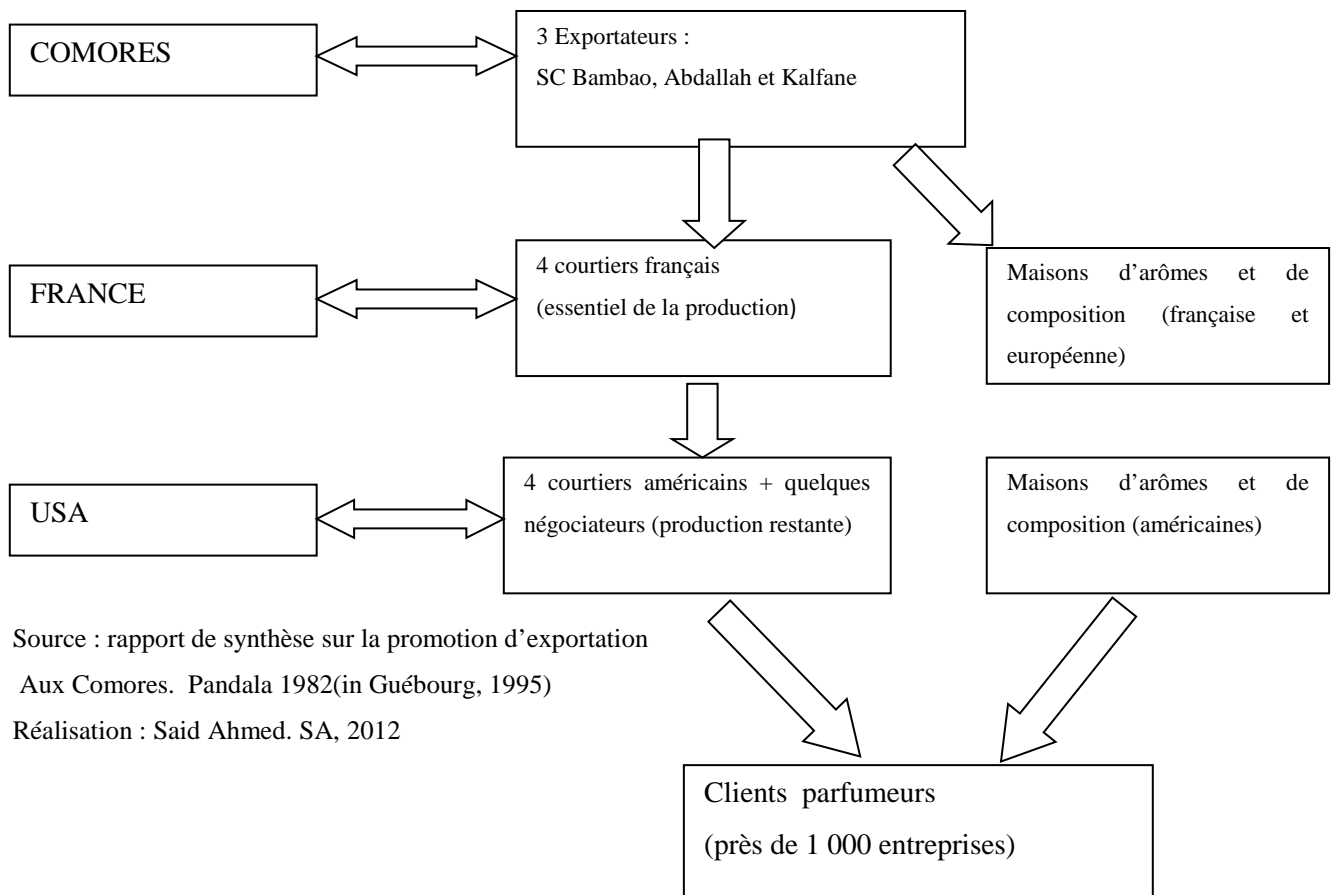 COMORES
3 Exportateurs :
SC Bambao, Abdallah et Kalfane
FRANCE
4 courtiers français
(essentiel de la production)
Maisons d’arômes et de
composition (française et
européenne)
USA
4 courtiers américains + quelques
négociateurs (production restante)
Maisons d’arômes et de
composition (américaines)
Source : rapport de synthèse sur la promotion d’exportation
Aux Comores. Pandala 1982(in Guébourg, 1995)
Réalisation : Said Ahmed. SA, 2012
Clients parfumeurs
(près de 1 000 entreprises)